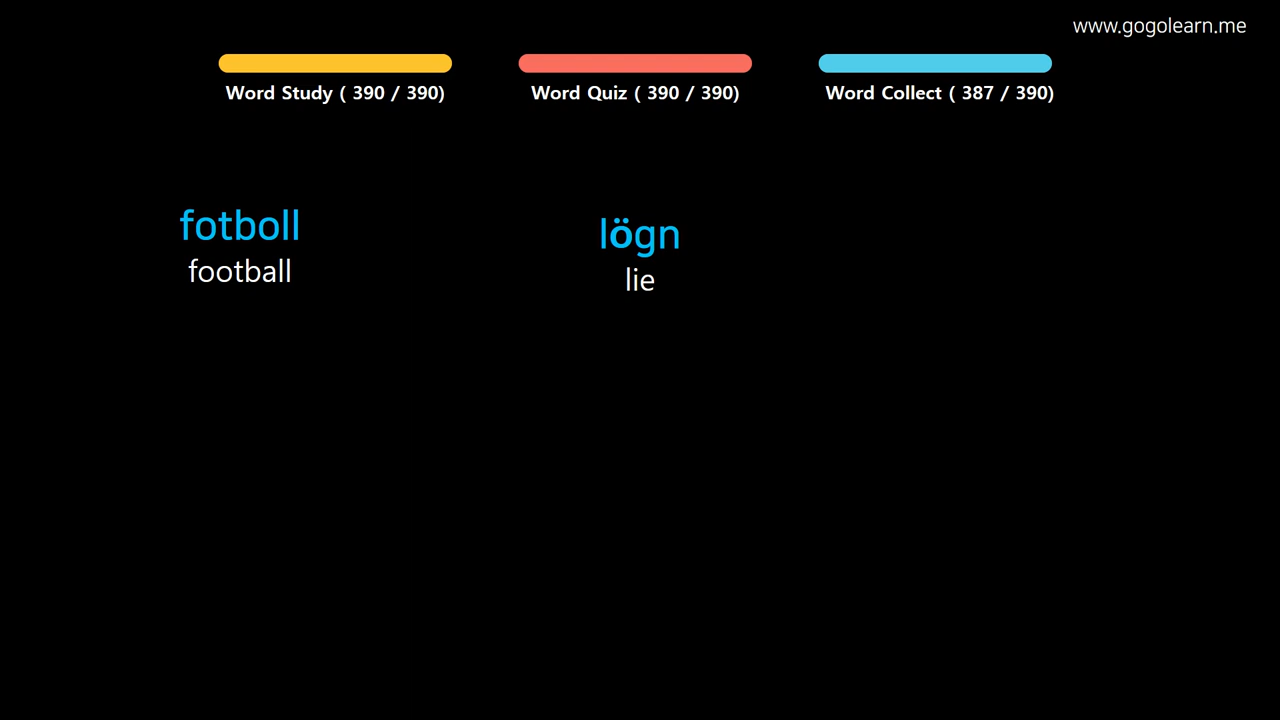 www.gogolearn.me
Word Study ( 390 / 390)
Word Quiz ( 390 / 390)
Word Collect ( 387 / 390)
fotboll
football
lögn
lie